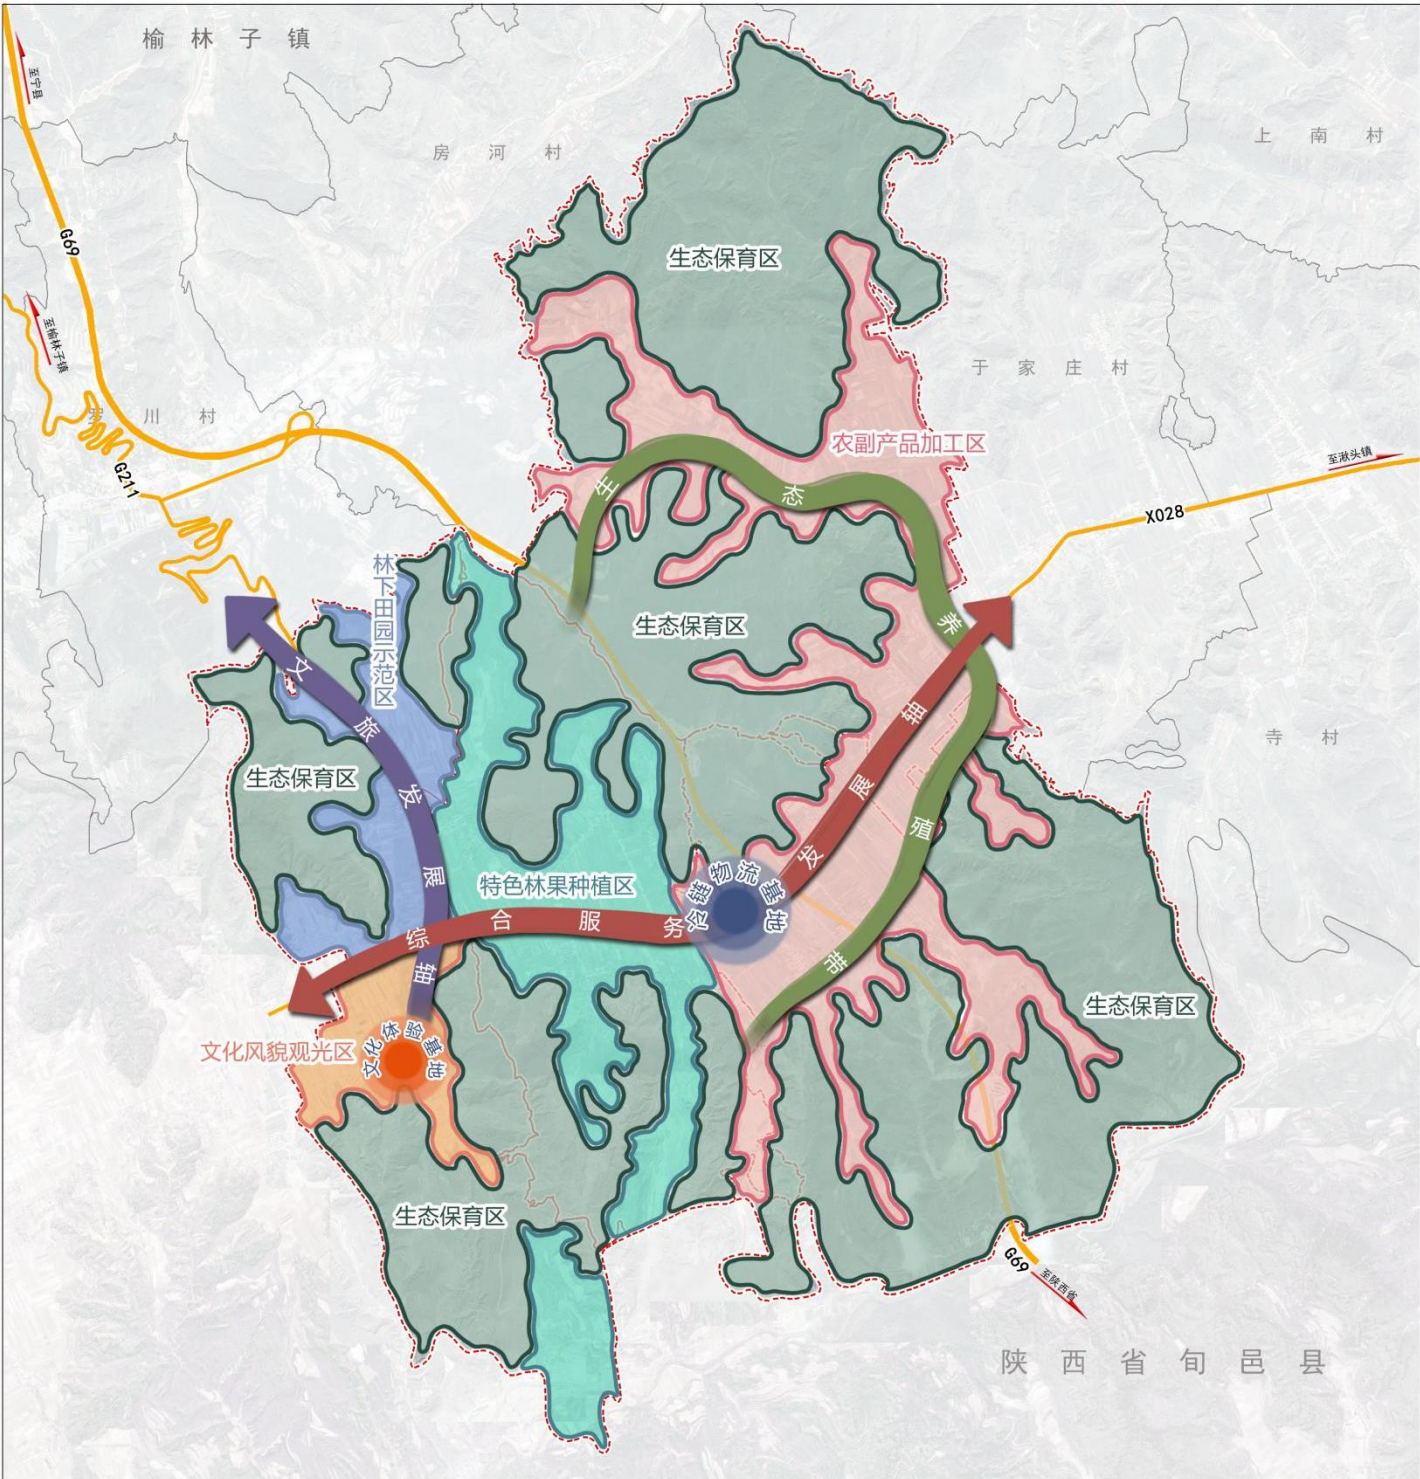 榆林子镇
至宁县
房河村
上南村
G69
生态保育区
至榆林子镇
于家庄村
罗川村
农副产品加工区
至湫头镇
G211
X028
生态养殖带
林下田园示范区
生态保育区
文旅发展轴
寺村
生态保育区
特色林果种植区
冷链物流基地
综合服务发展轴
生态保育区
文化体验基地
文化风貌观光区
生态保育区
G69
至陕西省
陕西省旬邑县